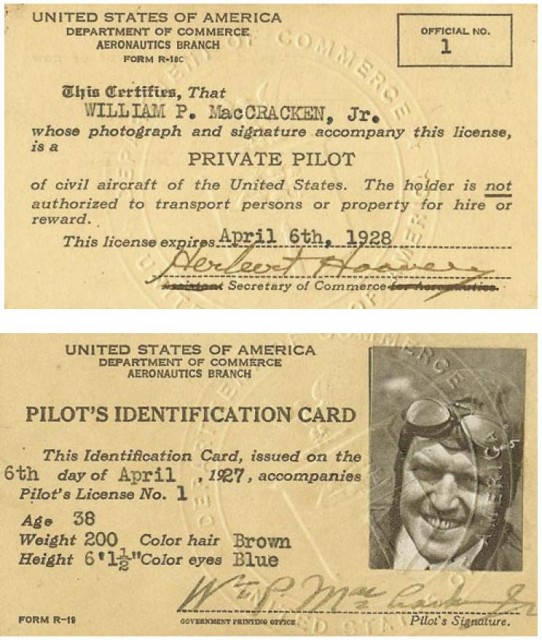 UNITED STATES OF AMERICA
DEPARTMENT OF COMMERCE
AERONAUTICS BRANCH
FORM R-18C
OFFICIAL NO.
1
This Certifies, That
WILLIAM P. MacCRACKEN, Jr.
whose photograph and signature accompany this license,
is a
PRIVATE PILOT
of civil aircraft of the United States. The holder is not
authorized to transport persons or property for hire or
reward.
This license expires April 6th, 1928
Herbert Hoover
Assistant Secretary of Commerce for Aeronautics.
UNITED STATES OF AMERICA
DEPARTMENT OF COMMERCE
AERONAUTICS BRANCH
PILOT'S IDENTIFICATION CARD
This Identification Card, issued on the
6th day of April , 1927, accompanies
Pilot's License No. 1
Age 38
Weight 200 Color hair Brown
Height 6'1½" Color eyes Blue
Wm P. MacCracken Jr
FORM R-19
GOVERNMENT PRINTING OFFICE
Pilot's Signature.